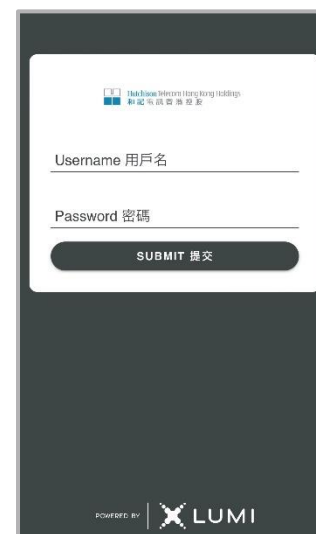 Hutchison Telecom Hong Kong Holdings
和記電訊香港控股
Username 用戶名
Password 密碼
SUBMIT 提交
POWERED BY LUMI